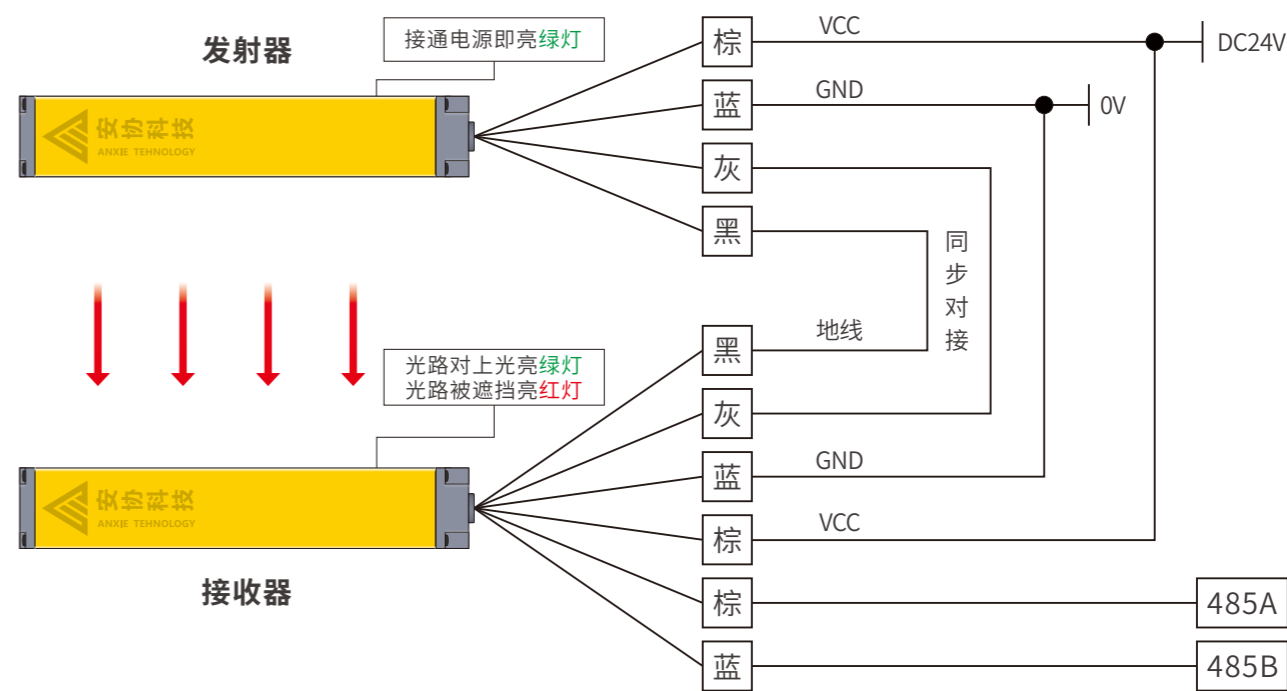 发射器
接通电源即亮绿灯
安协科技
ANXIE TEHNOLOGY
棕
VCC
DC24V
蓝
GND
0V
灰
黑
同步对接
光路对上光亮绿灯
光路被遮挡亮红灯
黑
地线
灰
安协科技
ANXIE TEHNOLOGY
蓝
GND
棕
VCC
接收器
棕
485A
蓝
485B